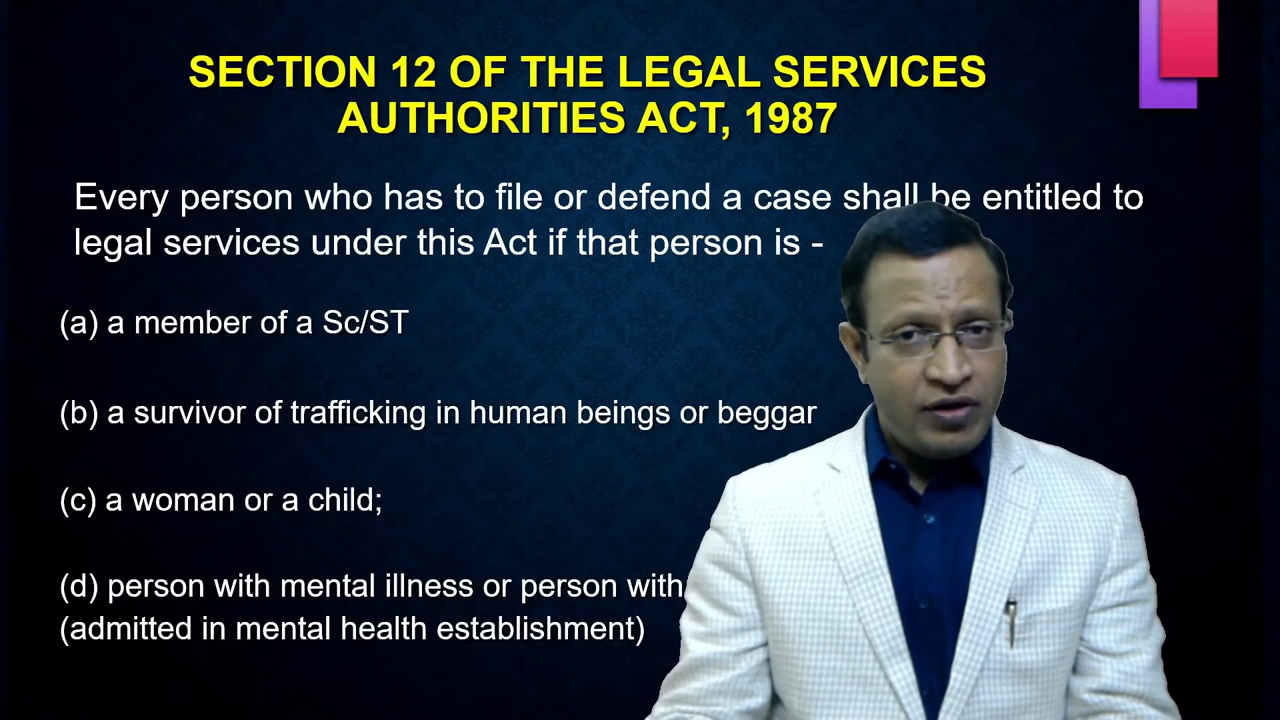 SECTION 12 OF THE LEGAL SERVICES
AUTHORITIES ACT, 1987
Every person who has to file or defend a case shall be entitled to
legal services under this Act if that person is -
(a) a member of a Sc/ST
(b) a survivor of trafficking in human beings or beggar
(c) a woman or a child;
(d) person with mental illness or person with
(admitted in mental health establishment)